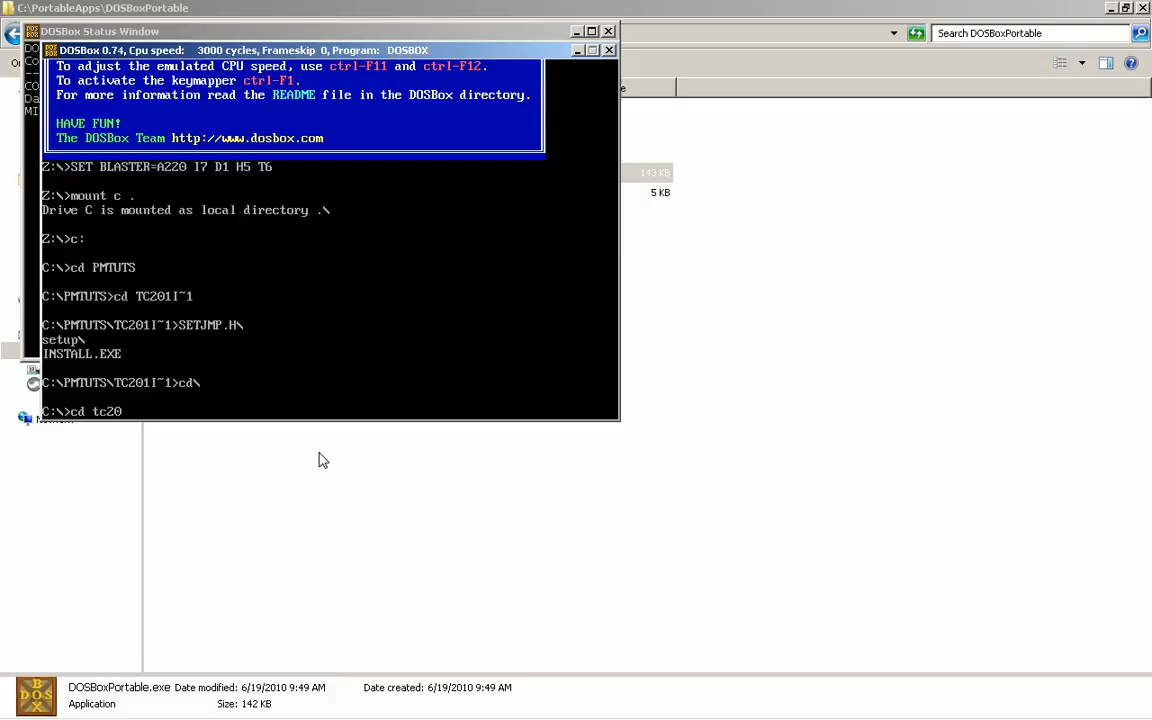 C:\PortableApps\DOSBoxPortable
DOSBox Status Window
Search DOSBoxPortable
DOSBox 0.74, Cpu speed: 3000 cycles, Frameskip 0, Program: DOSBOX
To adjust the emulated CPU speed, use ctrl-F11 and ctrl-F12.
To activate the keymapper ctrl-F1.
For more information read the README file in the DOSBox directory.
HAVE FUN!
The DOSBox Team http://www.dosbox.com
Z:\>SET BLASTER=A220 I7 D1 H5 T6
143 KB
Z:\>mount c .
5 KB
Drive C is mounted as local directory .\
Z:\>c:
C:\>cd PMTUTS
C:\PMTUTS>cd TC201I~1
C:\PMTUTS\TC201I~1>SETJMP.H\
setup\
INSTALL.EXE
C:\PMTUTS\TC201I~1>cd\
C:\>cd tc20
DOSBoxPortable.exe Date modified: 6/19/2010 9:49 AM Date created: 6/19/2010 9:49 AM
Application Size: 142 KB